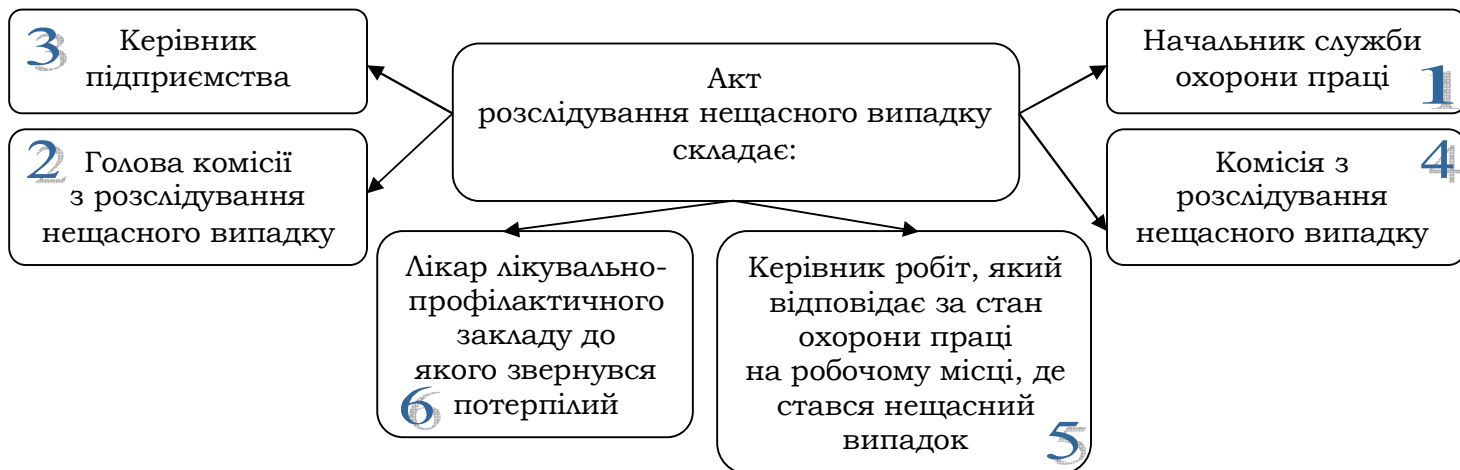 3
Керівник
підприємства
Акт
розслідування нещасного випадку
складає:
Начальник служби
охорони праці
1
2
Голова комісії
з розслідування
нещасного випадку
4
Комісія з
розслідування
нещасного випадку
Лікар лікувально-
профілактичного
закладу до
якого звернувся
потерпілий
6
Керівник робіт, який
відповідає за стан
охорони праці
на робочому місці, де
стався нещасний
випадок
5